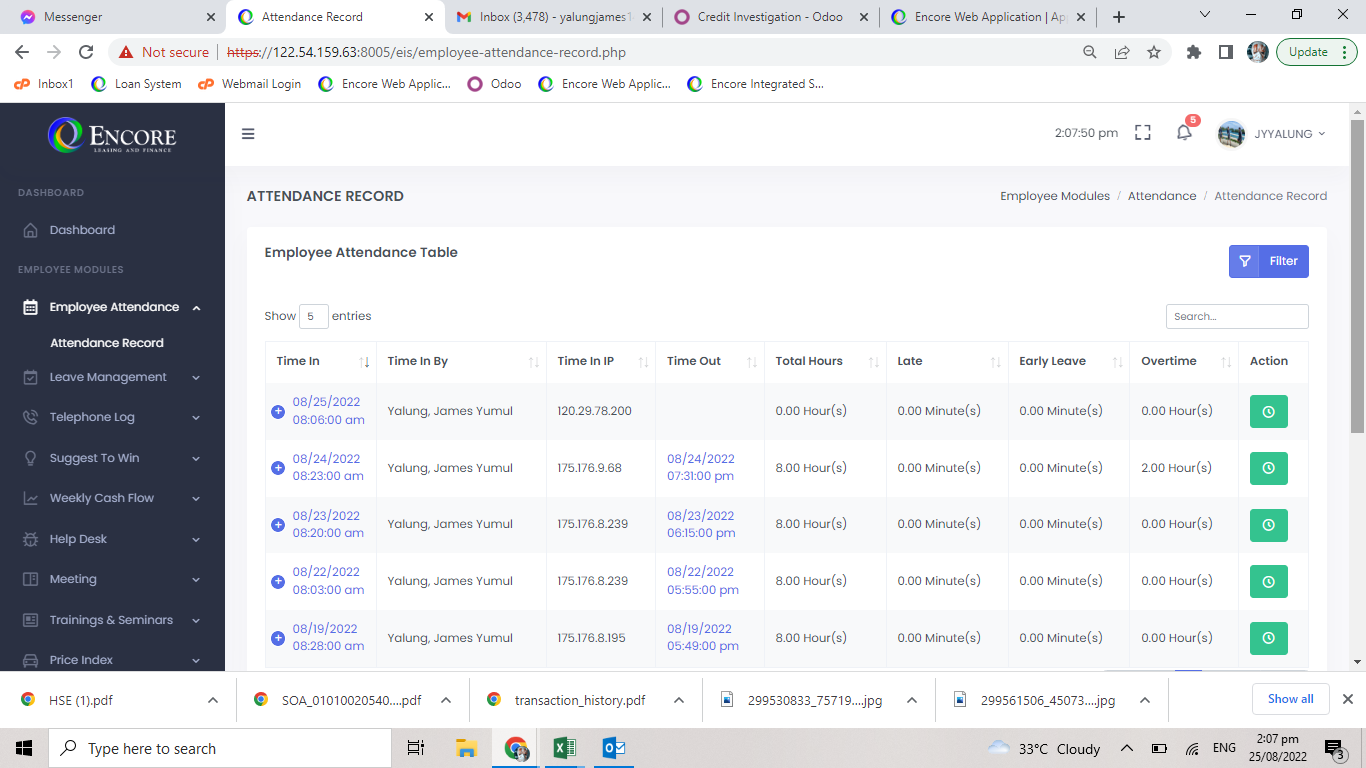 Messenger
Attendance Record
Inbox (3,478) - yalungjames1
Credit Investigation - Odoo
Encore Web Application | Ap
Not secure
https://122.54.159.63:8005/eis/employee-attendance-record.php
Update
Inbox1
Loan System
Webmail Login
Encore Web Applic...
Odoo
Encore Web Applic...
Encore Integrated S...
ENCORE
LEASING AND FINANCE
2:07:50 pm
5
JYYALUNG
DASHBOARD
Dashboard
EMPLOYEE MODULES
Employee Attendance
Attendance Record
Leave Management
Telephone Log
Suggest To Win
Weekly Cash Flow
Help Desk
Meeting
Trainings & Seminars
Price Index
ATTENDANCE RECORD
Employee Modules / Attendance / Attendance Record
Employee Attendance Table
Filter
Show 5 entries
Search...
Time In Time In By Time In IP Time Out Total Hours Late Early Leave Overtime Action
08/25/2022
08:06:00 am
Yalung, James Yumul 120.29.78.200 0.00 Hour(s) 0.00 Minute(s) 0.00 Minute(s) 0.00 Hour(s)
08/24/2022
08:23:00 am
Yalung, James Yumul 175.176.9.68
08/24/2022
07:31:00 pm
8.00 Hour(s) 0.00 Minute(s) 0.00 Minute(s) 2.00 Hour(s)
08/23/2022
08:20:00 am
Yalung, James Yumul 175.176.8.239
08/23/2022
06:15:00 pm
8.00 Hour(s) 0.00 Minute(s) 0.00 Minute(s) 0.00 Hour(s)
08/22/2022
08:03:00 am
Yalung, James Yumul 175.176.8.239
08/22/2022
05:55:00 pm
8.00 Hour(s) 0.00 Minute(s) 0.00 Minute(s) 0.00 Hour(s)
08/19/2022
08:28:00 am
Yalung, James Yumul 175.176.8.195
08/19/2022
05:49:00 pm
8.00 Hour(s) 0.00 Minute(s) 0.00 Minute(s) 0.00 Hour(s)
HSE (1).pdf
SOA_01010020540....pdf
transaction_history.pdf
299530833_75719....jpg
299561506_45073....jpg
Show all
Type here to search
33°C Cloudy
ENG
2:07 pm
25/08/2022
3